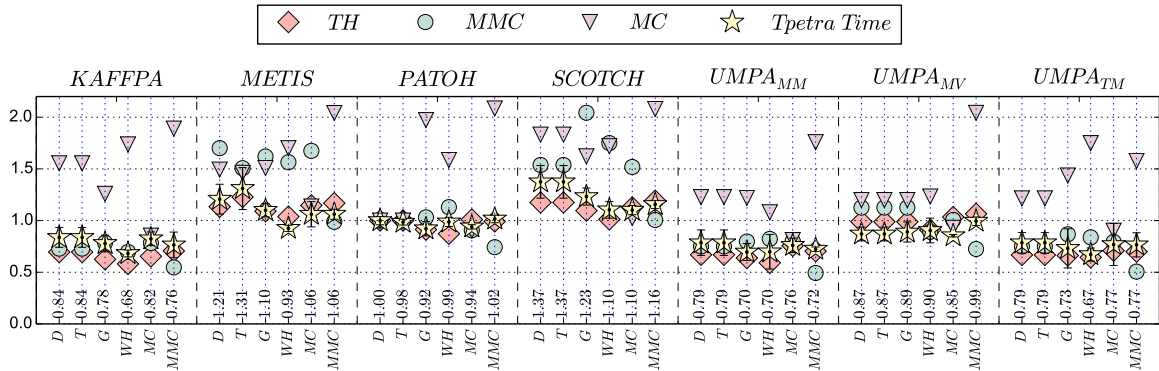 TH MMC MC Tpetra Time
KAFFPA METIS PATOH SCOTCH UMPA_MM UMPA_MV UMPA_TM
2.0
1.5
1.0
0.5
0.0
0.84 0.84 0.78 0.68 0.82 0.76 1.21 1.31 1.10 0.93 1.06 1.06 1.00 0.98 0.92 0.99 0.94 1.02 1.37 1.37 1.23 1.10 1.10 1.16 0.79 0.79 0.70 0.70 0.76 0.72 0.87 0.87 0.89 0.90 0.85 0.99 0.79 0.79 0.73 0.67 0.77 0.77
D T G WH MC MMC D T G WH MC MMC D T G WH MC MMC D T G WH MC MMC D T G WH MC MMC D T G WH MC MMC D T G WH MC MMC